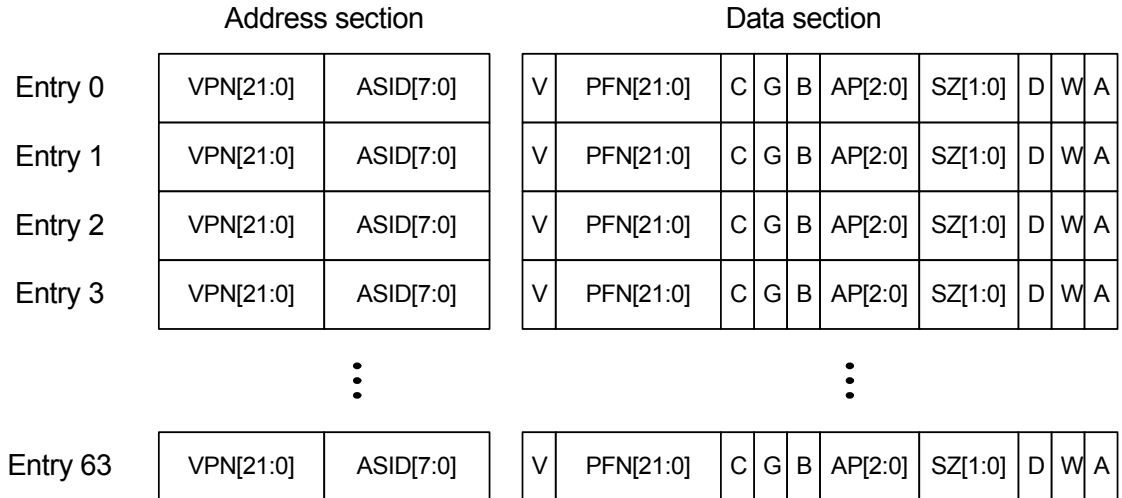 Address section Data section
Entry 0 VPN[21:0] ASID[7:0] V PFN[21:0] C G B AP[2:0] SZ[1:0] D W A
Entry 1 VPN[21:0] ASID[7:0] V PFN[21:0] C G B AP[2:0] SZ[1:0] D W A
Entry 2 VPN[21:0] ASID[7:0] V PFN[21:0] C G B AP[2:0] SZ[1:0] D W A
Entry 3 VPN[21:0] ASID[7:0] V PFN[21:0] C G B AP[2:0] SZ[1:0] D W A
Entry 63 VPN[21:0] ASID[7:0] V PFN[21:0] C G B AP[2:0] SZ[1:0] D W A